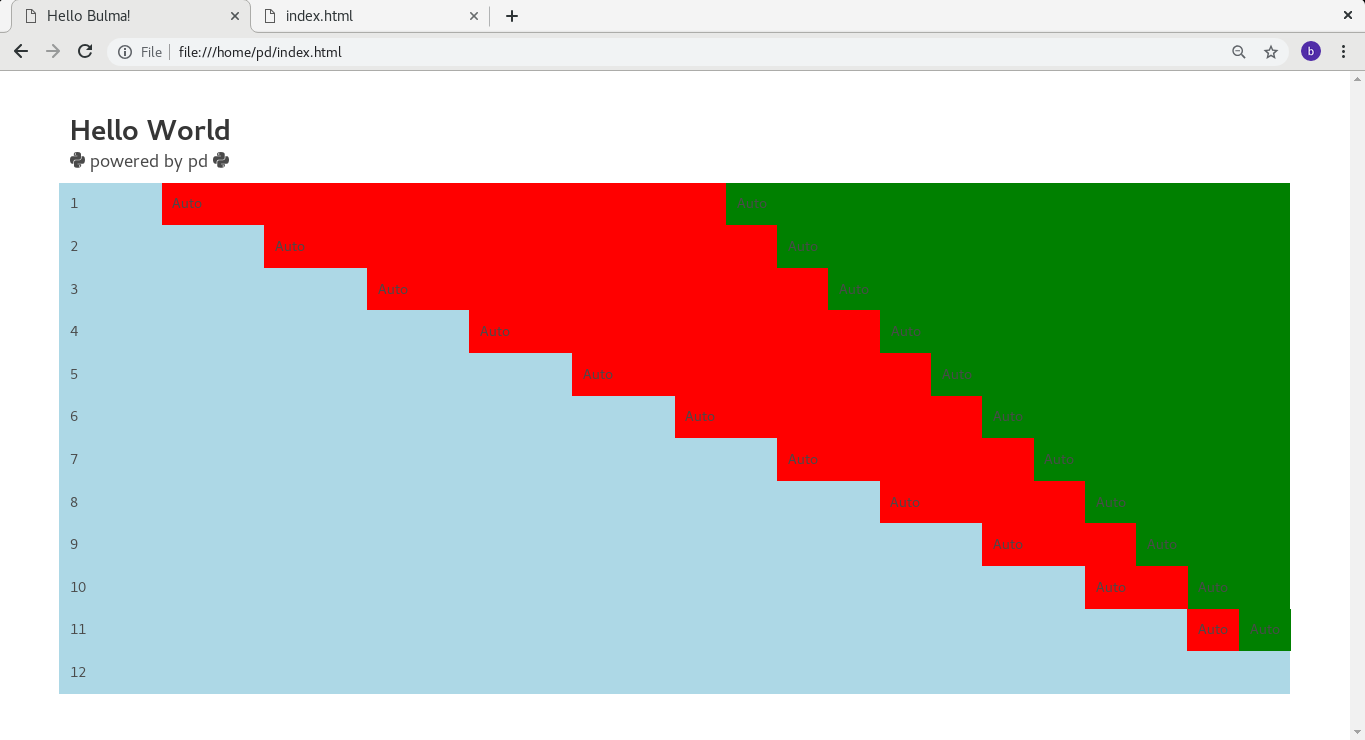 Hello Bulma!
index.html
File file:///home/pd/index.html
b
Hello World
powered by pd
1 Auto Auto
2 Auto Auto
3 Auto Auto
4 Auto Auto
5 Auto Auto
6 Auto Auto
7 Auto Auto
8 Auto Auto
9 Auto Auto
10 Auto Auto
11 Auto Auto
12